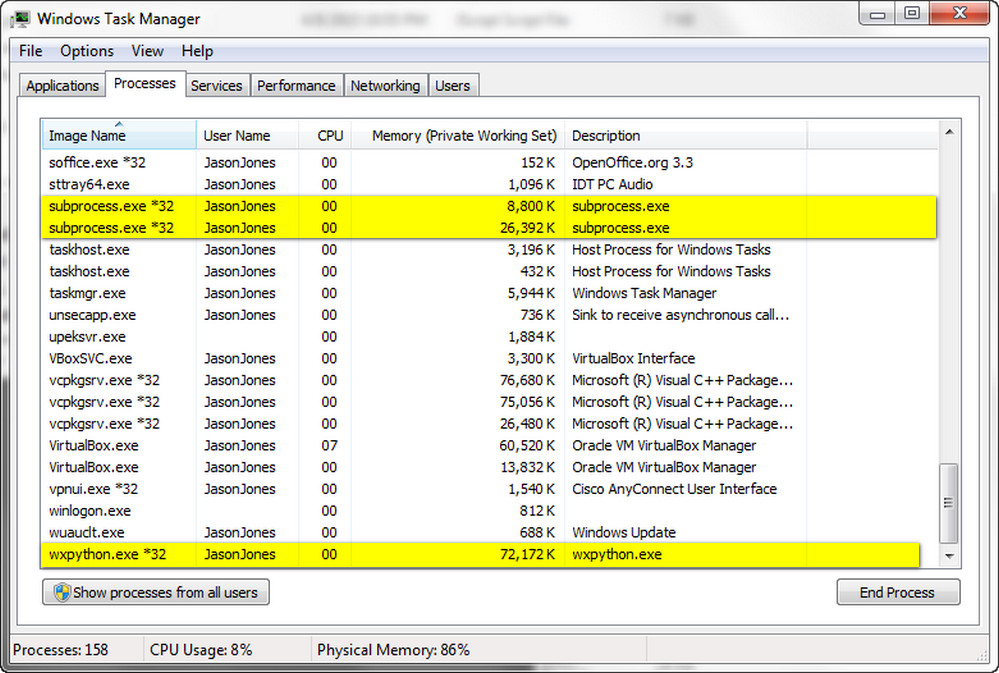 Windows Task Manager
File Options View Help
Applications Processes Services Performance Networking Users
Image Name User Name CPU Memory (Private Working Set) Description
soffice.exe *32 JasonJones 00 152 K OpenOffice.org 3.3
sttray64.exe JasonJones 00 1,096 K IDT PC Audio
subprocess.exe *32 JasonJones 00 8,800 K subprocess.exe
subprocess.exe *32 JasonJones 00 26,392 K subprocess.exe
taskhost.exe JasonJones 00 3,196 K Host Process for Windows Tasks
taskhost.exe JasonJones 00 432 K Host Process for Windows Tasks
taskmgr.exe JasonJones 00 5,944 K Windows Task Manager
unsecapp.exe JasonJones 00 736 K Sink to receive asynchronous call...
upeksvr.exe 00 1,884 K
VBoxSVC.exe JasonJones 00 3,300 K VirtualBox Interface
vcpkgsrv.exe *32 JasonJones 00 76,680 K Microsoft (R) Visual C++ Package...
vcpkgsrv.exe *32 JasonJones 00 75,056 K Microsoft (R) Visual C++ Package...
vcpkgsrv.exe *32 JasonJones 00 26,480 K Microsoft (R) Visual C++ Package...
VirtualBox.exe JasonJones 07 60,520 K Oracle VM VirtualBox Manager
VirtualBox.exe JasonJones 00 13,832 K Oracle VM VirtualBox Manager
vpnui.exe *32 JasonJones 00 1,540 K Cisco AnyConnect User Interface
winlogon.exe 00 812 K
wuauclt.exe JasonJones 00 688 K Windows Update
wxpython.exe *32 JasonJones 00 72,172 K wxpython.exe
Show processes from all users End Process
Processes: 158 CPU Usage: 8% Physical Memory: 86%